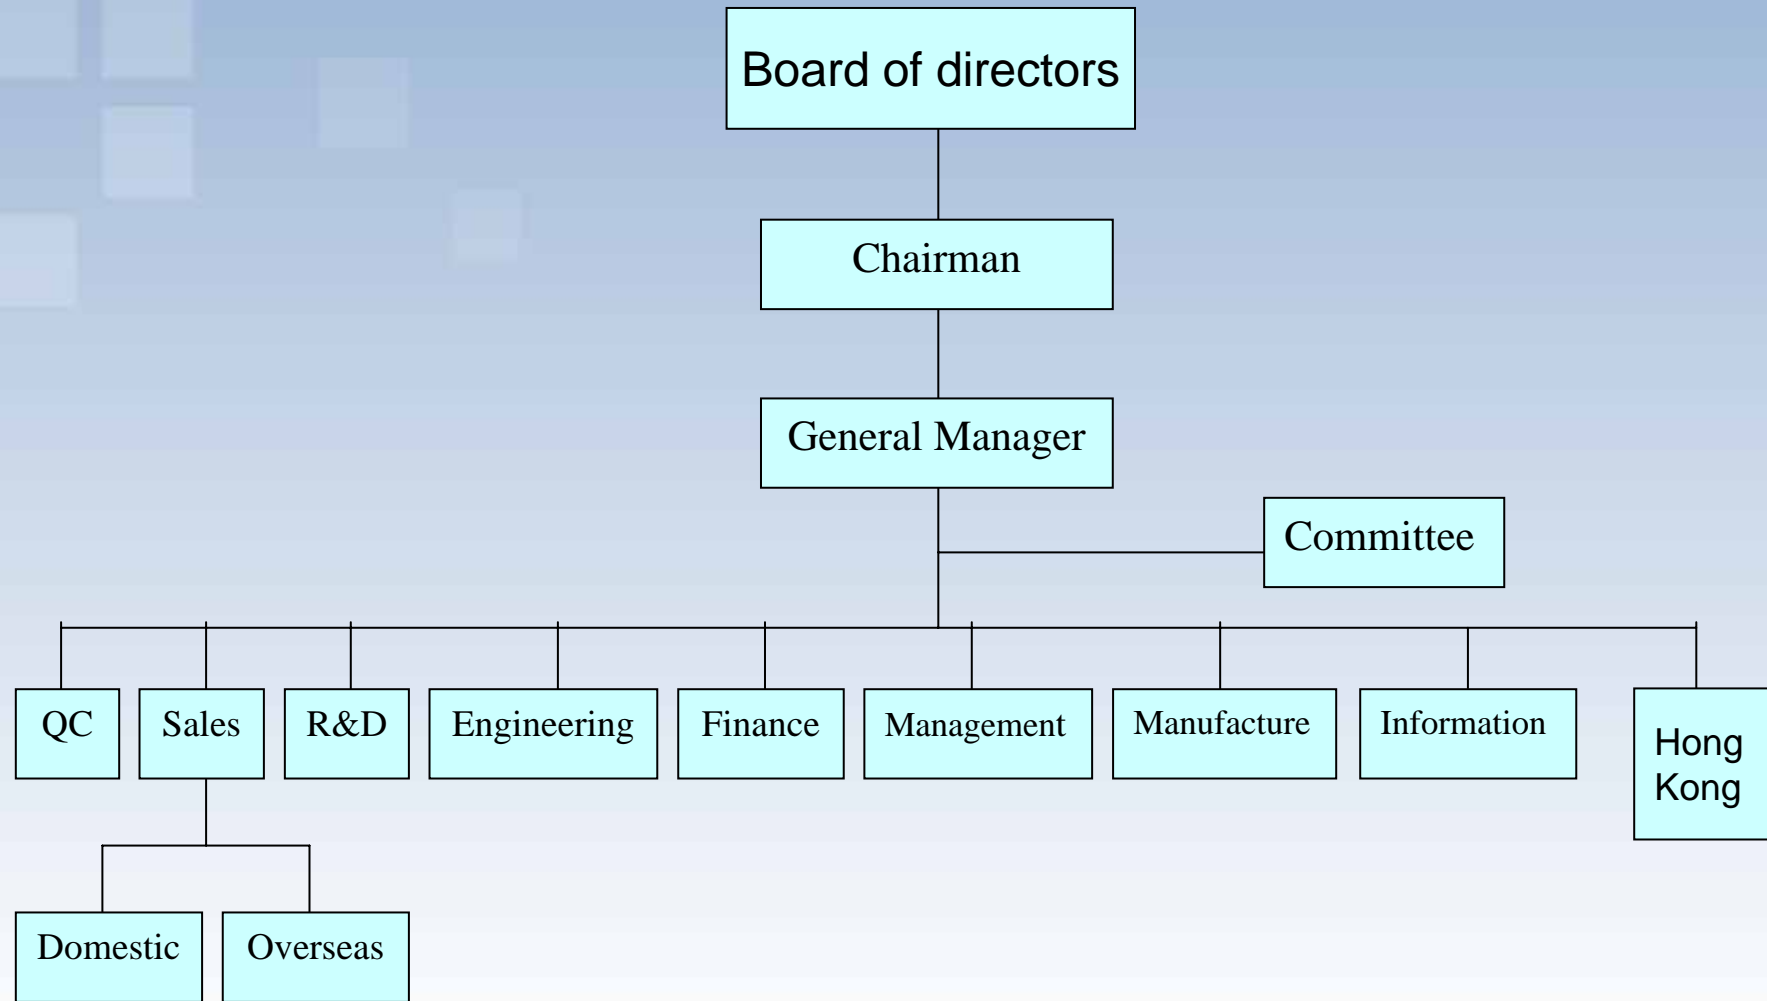 Board of directors
Chairman
General Manager
Committee
QC
Sales
R&D
Engineering
Finance
Management
Manufacture
Information
Hong
Kong
Domestic
Overseas